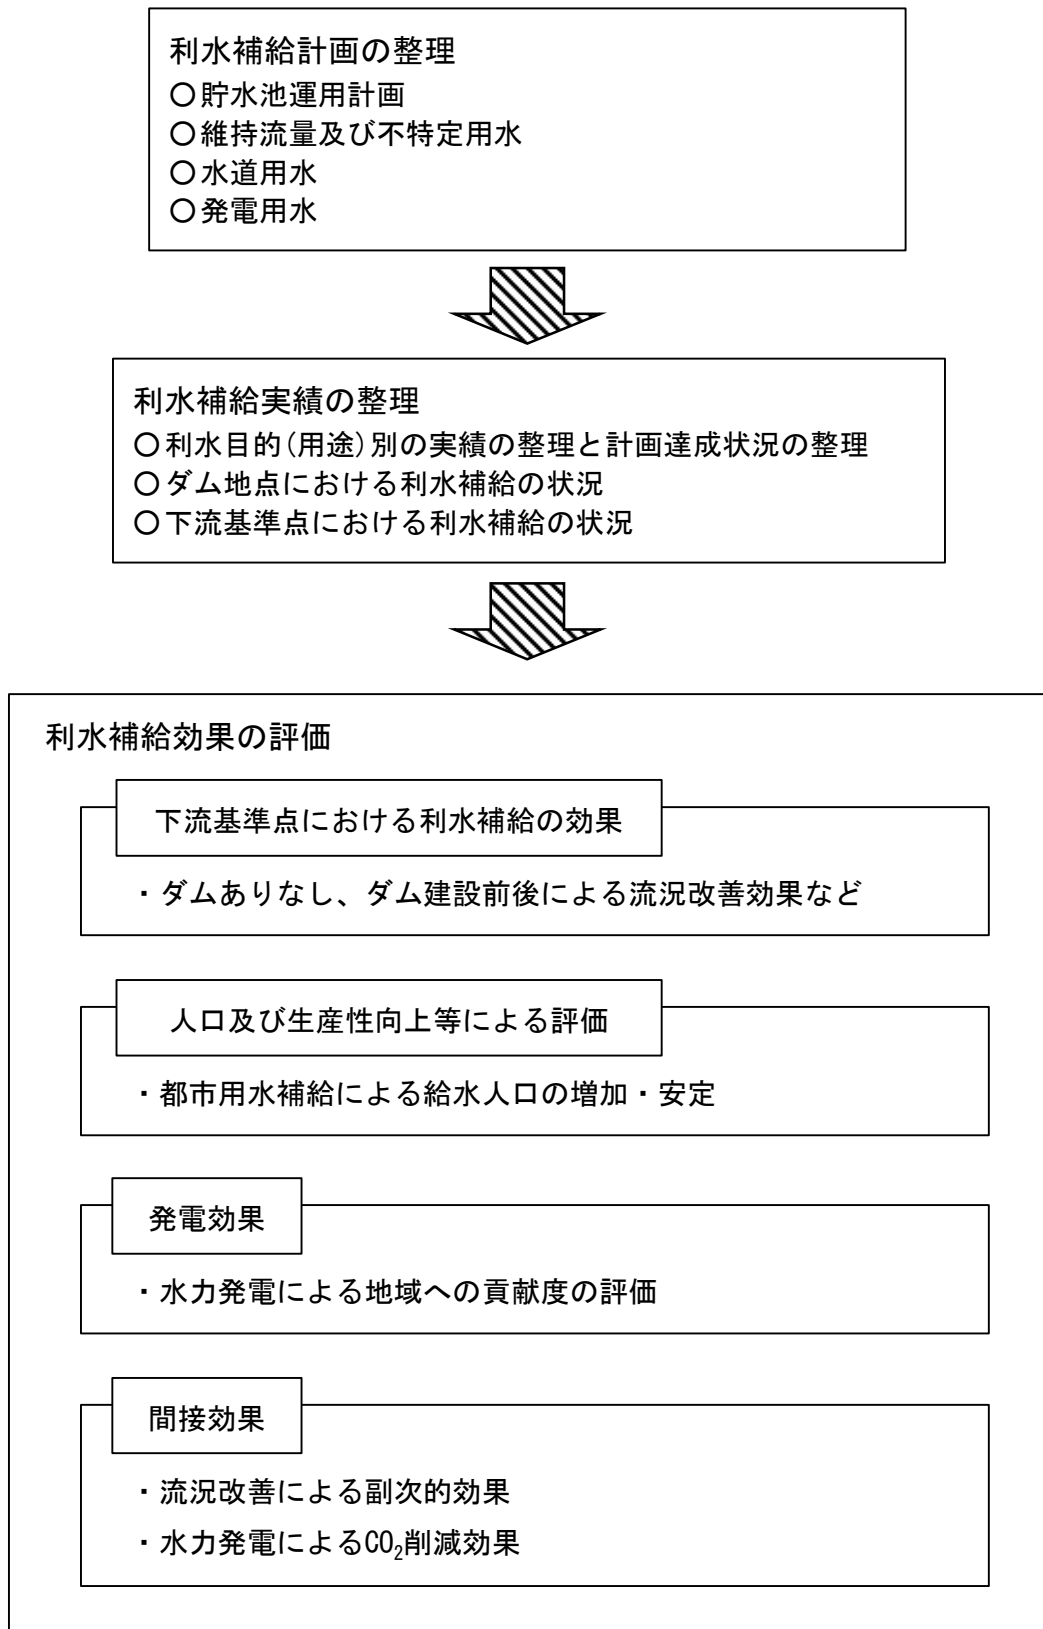 利水補給計画の整理
○貯水池運用計画
○維持流量及び不特定用水
○水道用水
○発電用水
利水補給実績の整理
○利水目的(用途)別の実績の整理と計画達成状況の整理
○ダム地点における利水補給の状況
○下流基準点における利水補給の状況
利水補給効果の評価
下流基準点における利水補給の効果
・ダムありなし、ダム建設前後による流況改善効果など
人口及び生産性向上等による評価
・都市用水補給による給水人口の増加・安定
発電効果
・水力発電による地域への貢献度の評価
間接効果
・流況改善による副次的効果
・水力発電によるCO₂削減効果